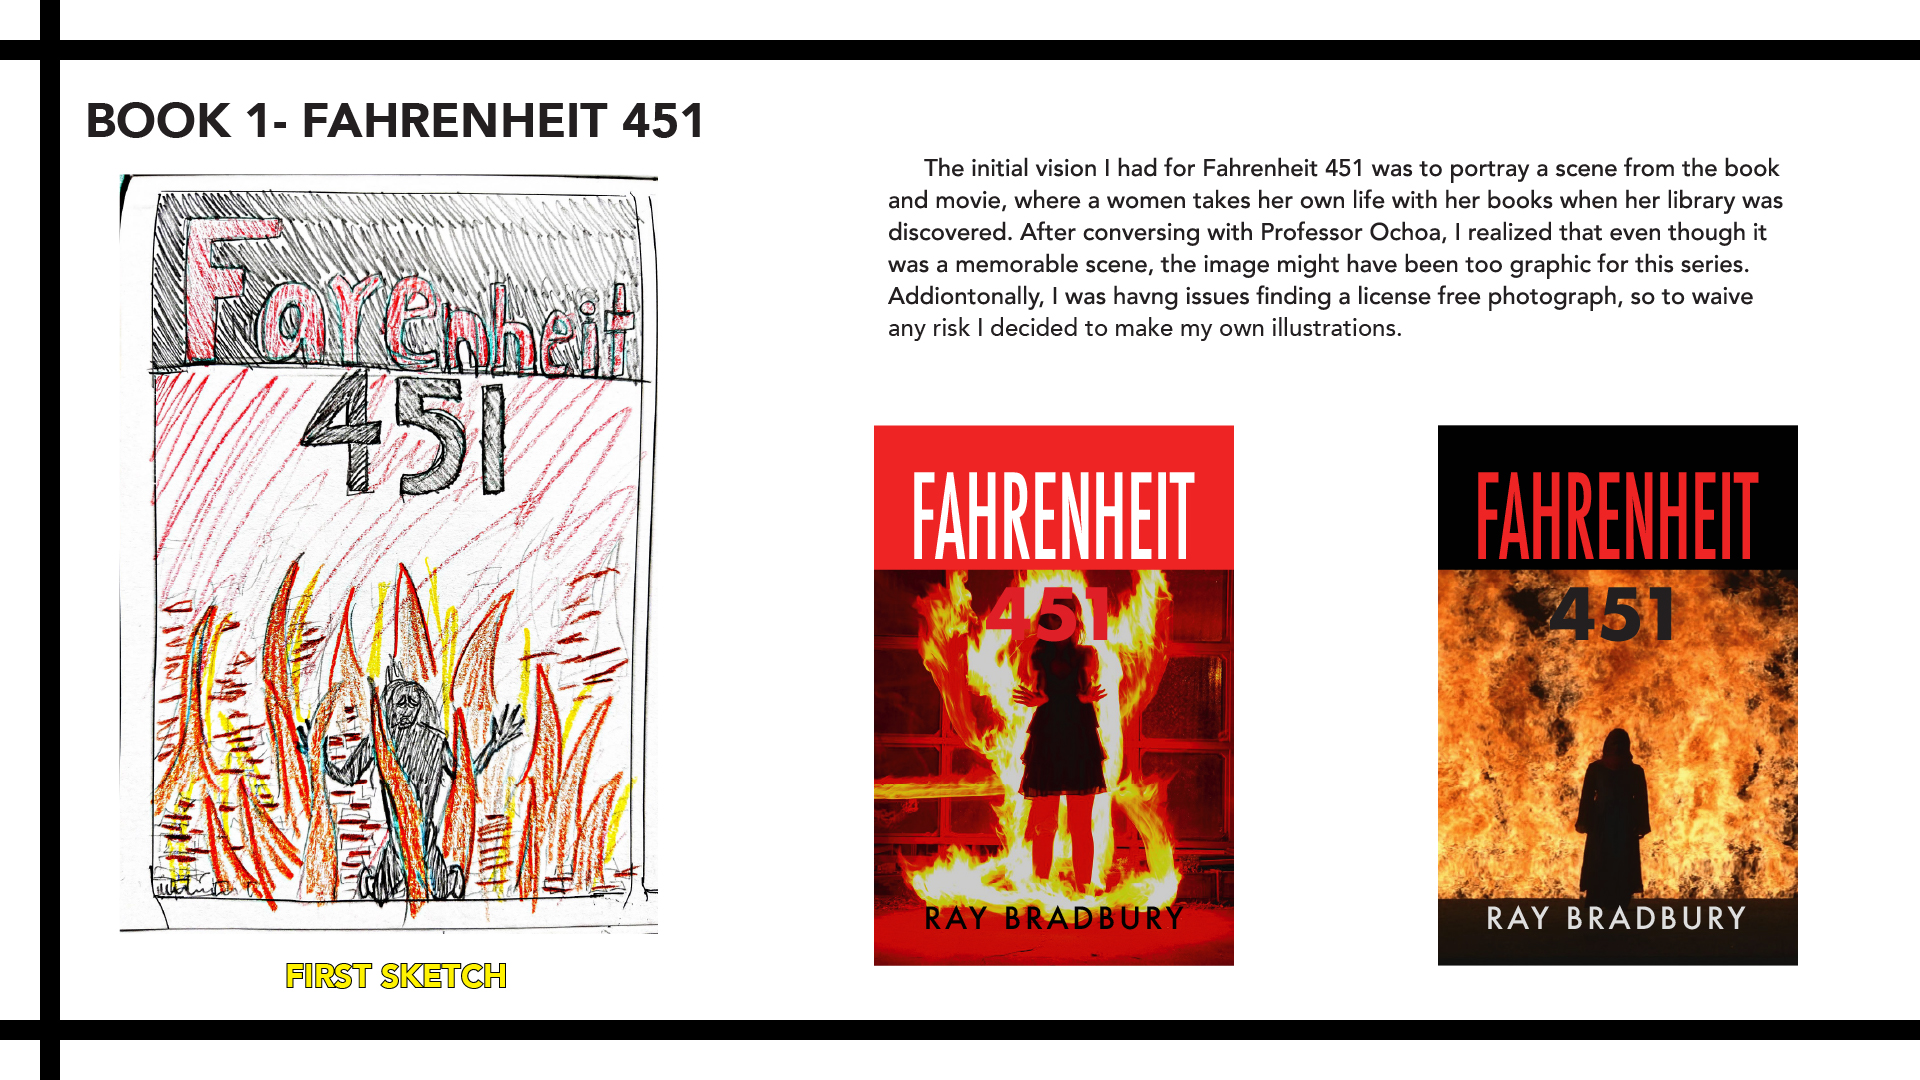 BOOK 1- FAHRENHEIT 451
Farenheit
451
FIRST SKETCH
The initial vision I had for Fahrenheit 451 was to portray a scene from the book
and movie, where a women takes her own life with her books when her library was
discovered. After conversing with Professor Ochoa, I realized that even though it
was a memorable scene, the image might have been too graphic for this series.
Addiontonally, I was havng issues finding a license free photograph, so to waive
any risk I decided to make my own illustrations.
FAHRENHEIT
451
RAY BRADBURY
FAHRENHEIT
451
RAY BRADBURY